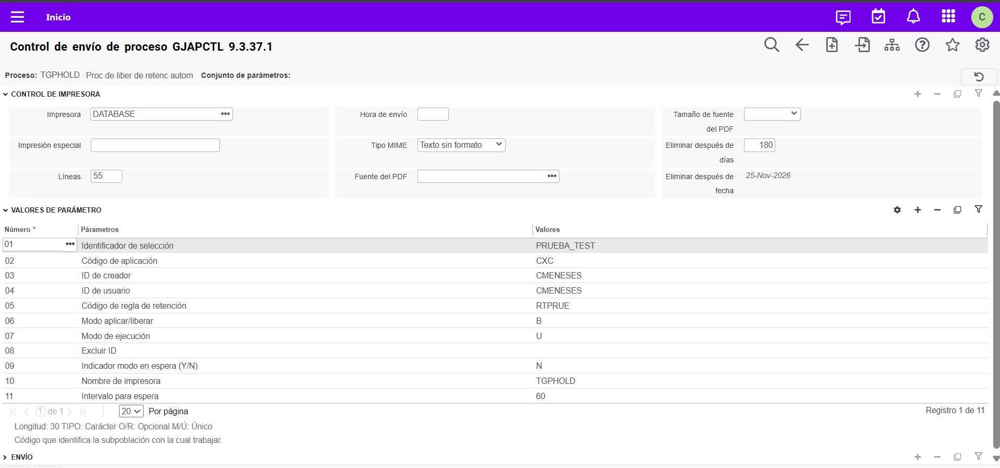 Inicio
C
Control de envío de proceso GJAPCTL 9.3.37.1
Proceso: TGPHOLD Proc de liber de retenc autom Conjunto de parámetros:
CONTROL DE IMPRESORA
Impresora DATABASE Hora de envío Tamaño de fuente del PDF
Impresión especial Tipo MIME Texto sin formato Eliminar después de días 180
Líneas 55 Fuente del PDF Eliminar después de fecha 25-Nov-2026
VALORES DE PARÁMETRO
Número * Párametros Valores
01 Identificador de selección PRUEBA_TEST
02 Código de aplicación CXC
03 ID de creador CMENESES
04 ID de usuario CMENESES
05 Código de regla de retención RTPRUE
06 Modo aplicar/liberar B
07 Modo de ejecución U
08 Excluir ID
09 Indicador modo en espera (Y/N) N
10 Nombre de impresora TGPHOLD
11 Intervalo para espera 60
1 de 1 20 Por página Registro 1 de 11
Longitud: 30 TIPO: Carácter O/R: Opcional M/Ú: Único
Código que identifica la subpoblación con la cual trabajar.
ENVÍO